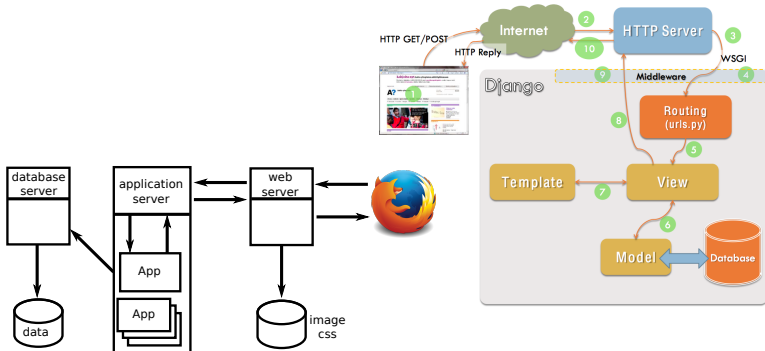 database
server
data
application
server
App
App
web
server
image
css
HTTP GET/POST
HTTP Reply
1
A?
Internet
2
10
HTTP Server
3
WSGI
Django
9
Middleware
4
Routing
(urls.py)
8
5
Template
7
View
6
Model
Database